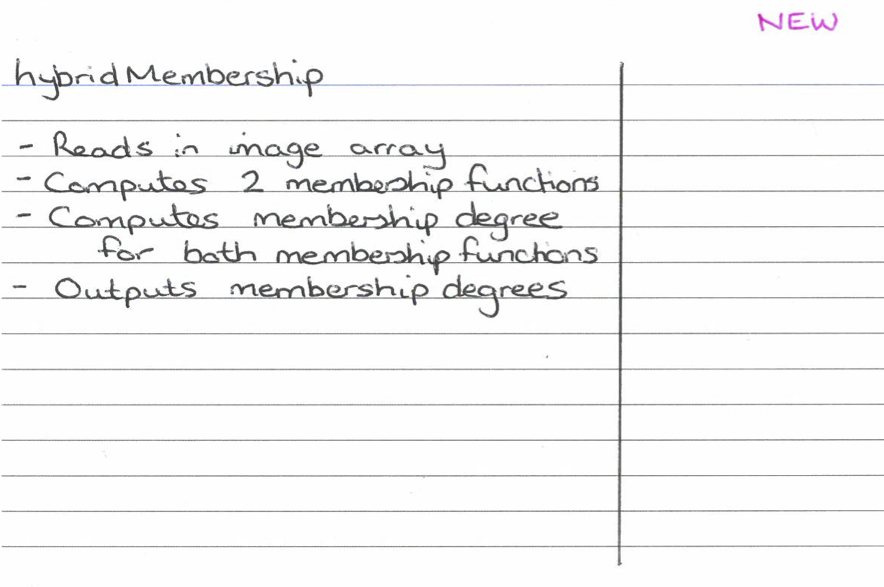 NEW
hybridMembership
- Reads in image array
- Computes 2 membership functions
- Computes membership degree
for both membership functions
- Outputs membership degrees